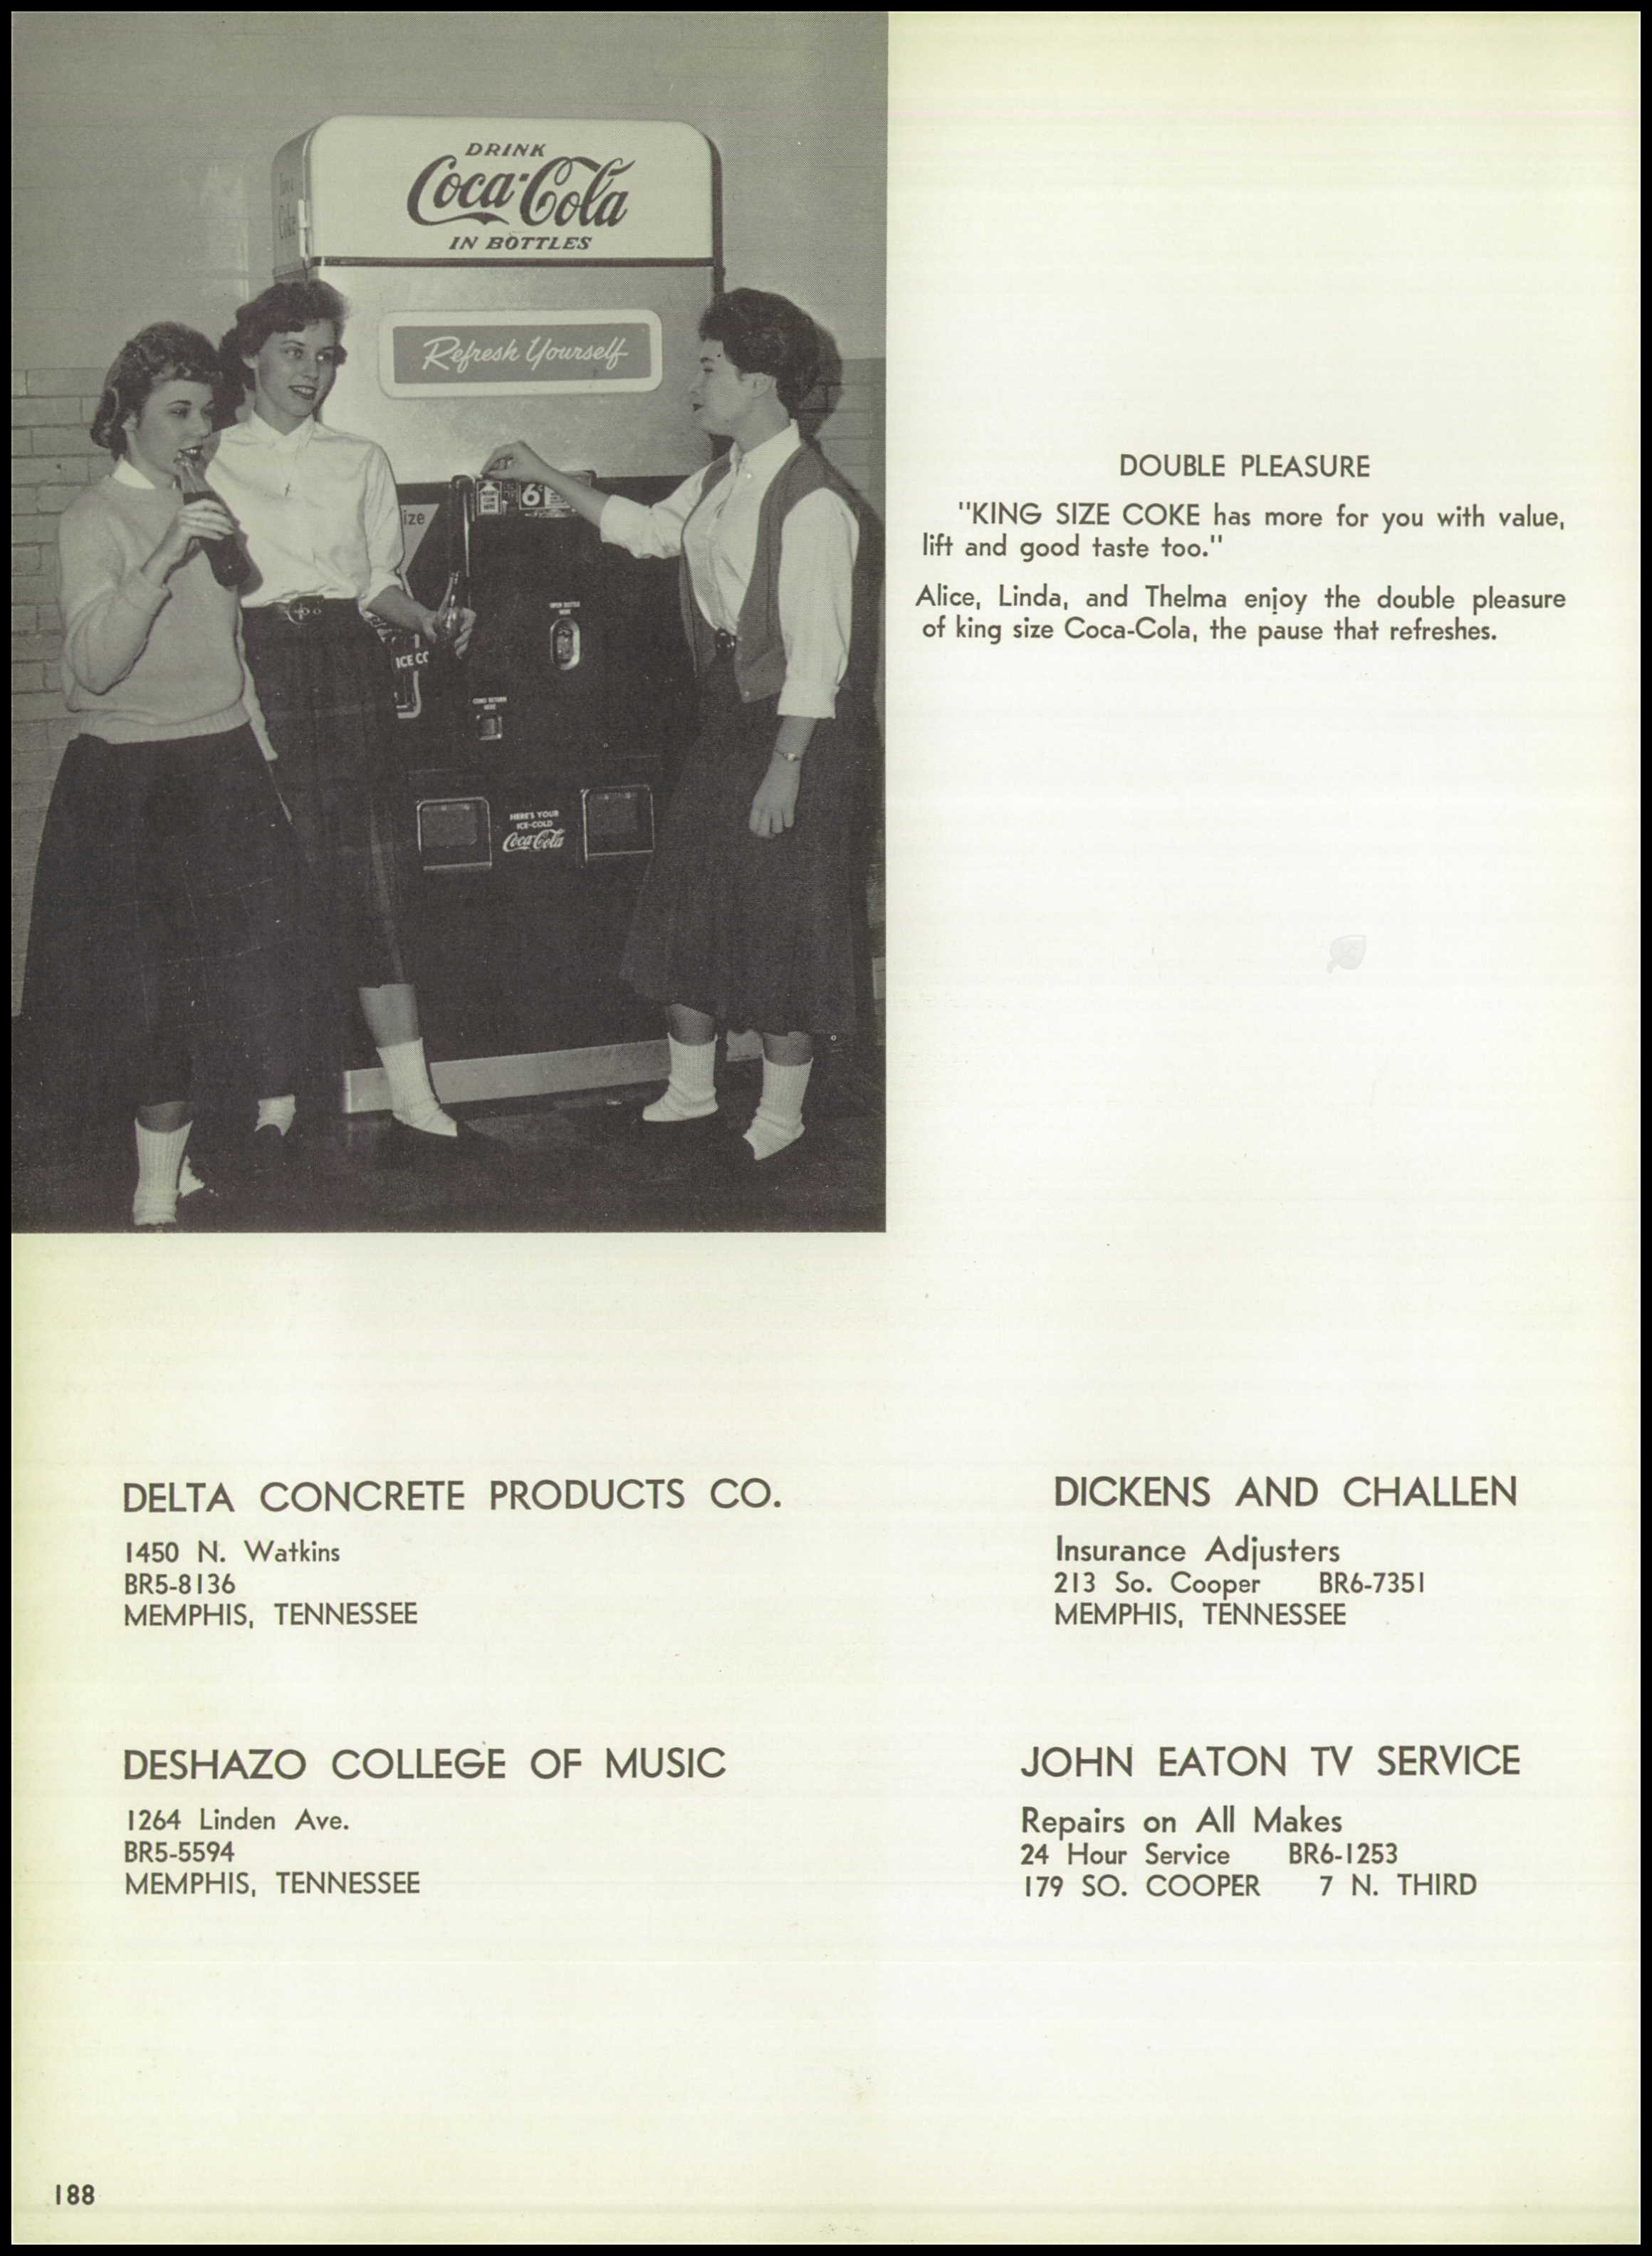 DRINK
Coca-Cola
IN BOTTLES
Refresh Yourself
6¢
ize
ICE CO
HERE'S YOUR
ICE-COLD
Coca-Cola
DOUBLE PLEASURE
"KING SIZE COKE has more for you with value,
lift and good taste too."
Alice, Linda, and Thelma enjoy the double pleasure
of king size Coca-Cola, the pause that refreshes.
DELTA CONCRETE PRODUCTS CO.
1450 N. Watkins
BR5-8136
MEMPHIS, TENNESSEE
DICKENS AND CHALLEN
Insurance Adjusters
213 So. Cooper BR6-7351
MEMPHIS, TENNESSEE
DESHAZO COLLEGE OF MUSIC
1264 Linden Ave.
BR5-5594
MEMPHIS, TENNESSEE
JOHN EATON TV SERVICE
Repairs on All Makes
24 Hour Service BR6-1253
179 SO. COOPER 7 N. THIRD
188